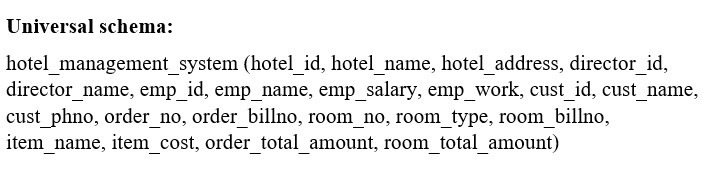 Universal schema:
hotel_management_system (hotel_id, hotel_name, hotel_address, director_id,
director_name, emp_id, emp_name, emp_salary, emp_work, cust_id, cust_name,
cust_phno, order_no, order_billno, room_no, room_type, room_billno,
item_name, item_cost, order_total_amount, room_total_amount)